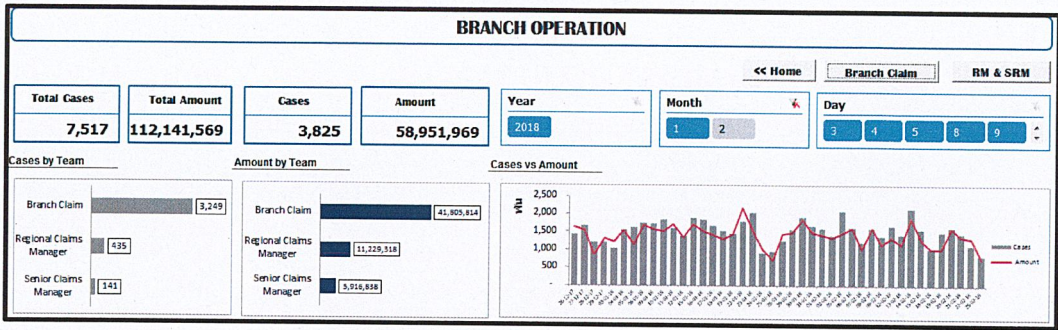 BRANCH OPERATION
<< Home
Branch Claim
RM & SRM
Total Cases
7,517
Total Amount
112,141,569
Cases
3,825
Amount
58,951,969
Year
2018
Month
1
2
Day
3
4
5
8
9
Cases by Team
Branch Claim
3,249
Regional Claims
Manager
435
Senior Claims
Manager
141
Amount by Team
Branch Claim
41,805,814
Regional Claims
Manager
11,229,318
Senior Claims
Manager
5,916,838
Cases vs Amount
พัน
2,500
2,000
1,500
1,000
500
-
Cases
Amount